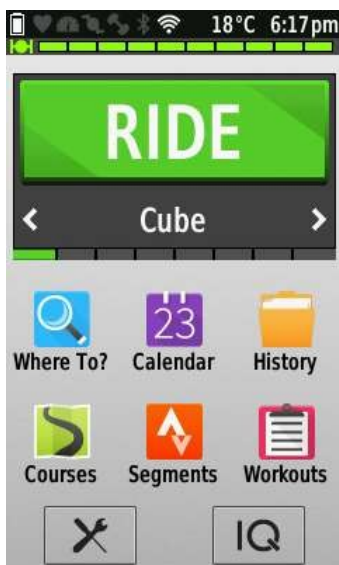 18°C 6:17pm
RIDE
Cube
23
Where To? Calendar History
Courses Segments Workouts
IQ